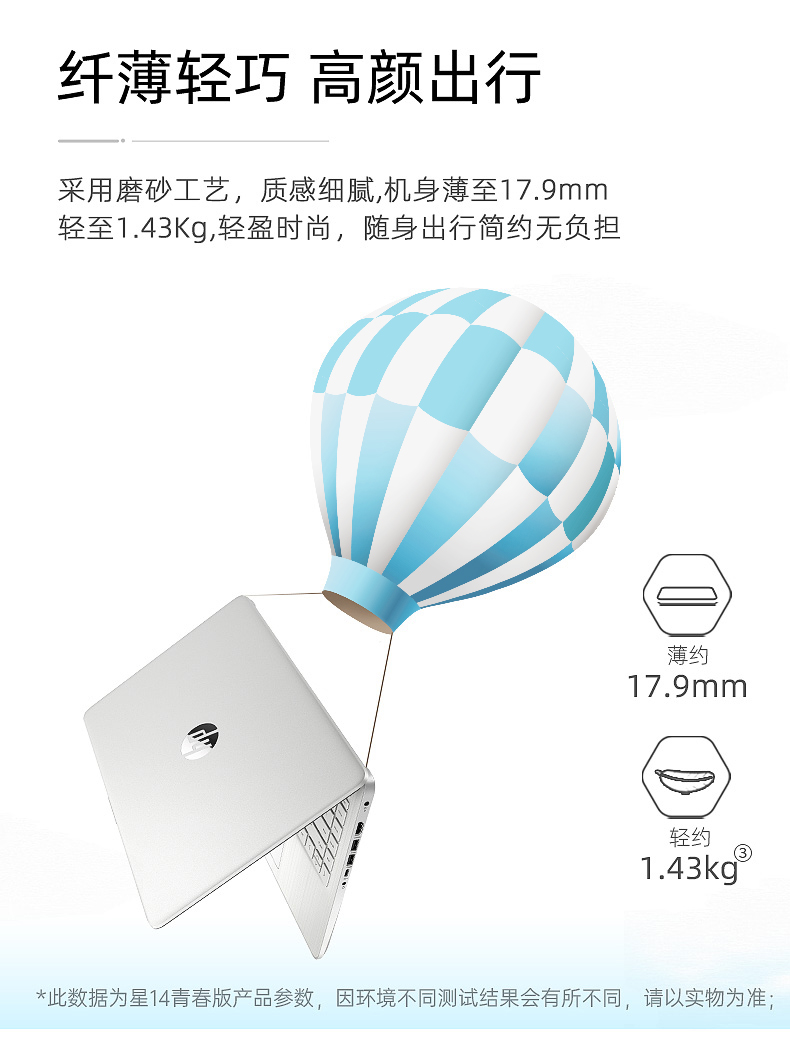 纤薄轻巧 高颜出行
采用磨砂工艺，质感细腻,机身薄至17.9mm
轻至1.43Kg,轻盈时尚，随身出行简约无负担
hp
薄约
17.9mm
轻约
1.43kg③
*此数据为星14青春版产品参数，因环境不同测试结果会有所不同，请以实物为准；